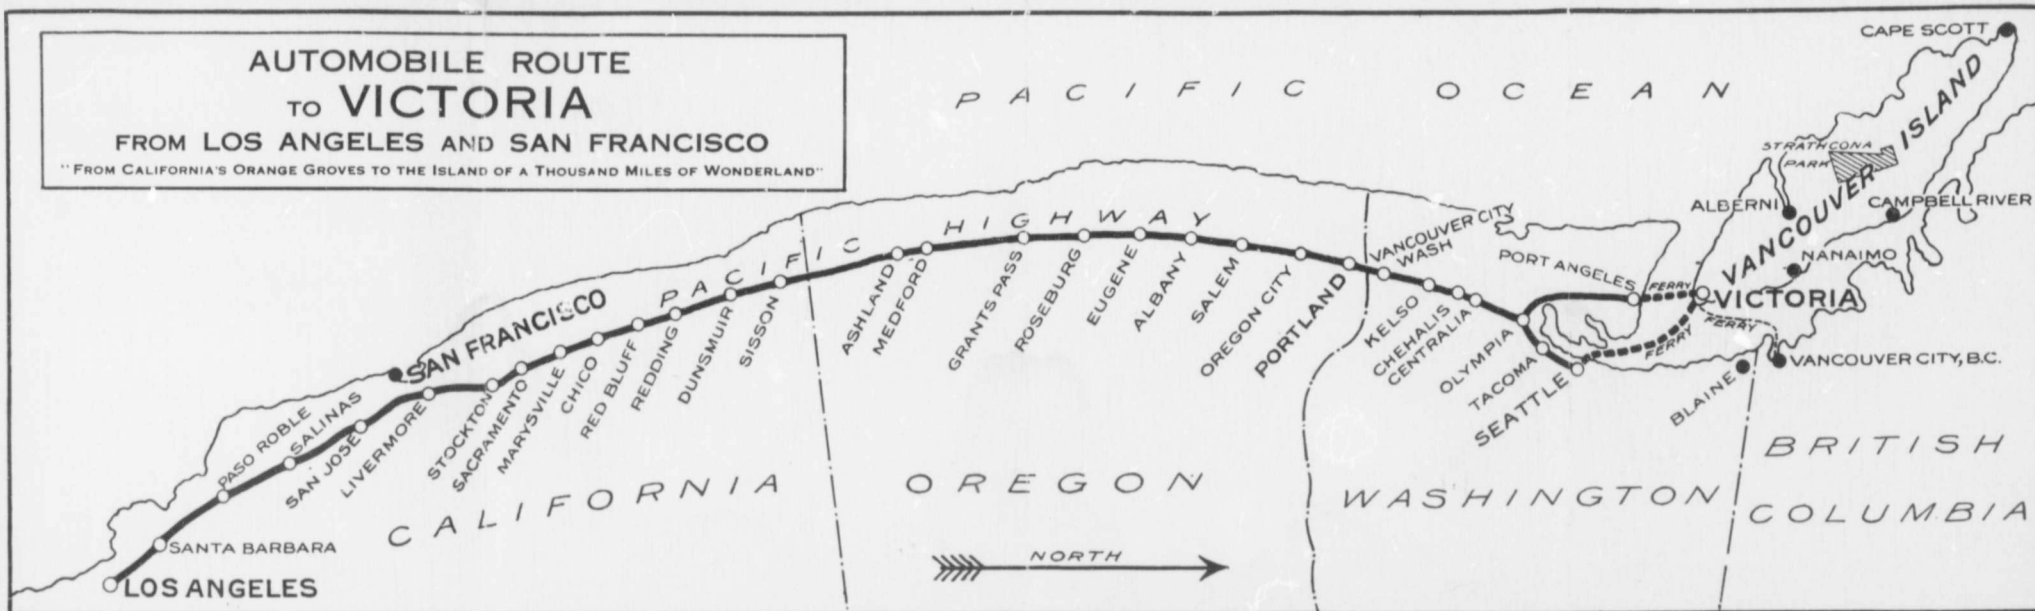 AUTOMOBILE ROUTE
TO VICTORIA
FROM LOS ANGELES AND SAN FRANCISCO
"FROM CALIFORNIA'S ORANGE GROVES TO THE ISLAND OF A THOUSAND MILES OF WONDERLAND"
PACIFIC OCEAN
CAPE SCOTT
VANCOUVER ISLAND
STRATHCONA
PARK
ALBERNI
CAMPBELL RIVER
NANAIMO
VICTORIA
PORT ANGELES
FERRY
FERRY
FERRY
VANCOUVER CITY, B.C.
BLAINE
PACIFIC HIGHWAY
LOS ANGELES
SANTA BARBARA
PASO ROBLE
SALINAS
SAN JOSE
LIVERMORE
SAN FRANCISCO
STOCKTON
SACRAMENTO
MARYSVILLE
CHICO
RED BLUFF
REDDING
DUNSMUIR
SISSON
ASHLAND
MEDFORD
GRANTS PASS
ROSEBURG
EUGENE
ALBANY
SALEM
OREGON CITY
PORTLAND
VANCOUVER CITY
WASH
KELSO
CHEHALIS
CENTRALIA
OLYMPIA
TACOMA
SEATTLE
CALIFORNIA
OREGON
WASHINGTON
BRITISH
COLUMBIA
NORTH